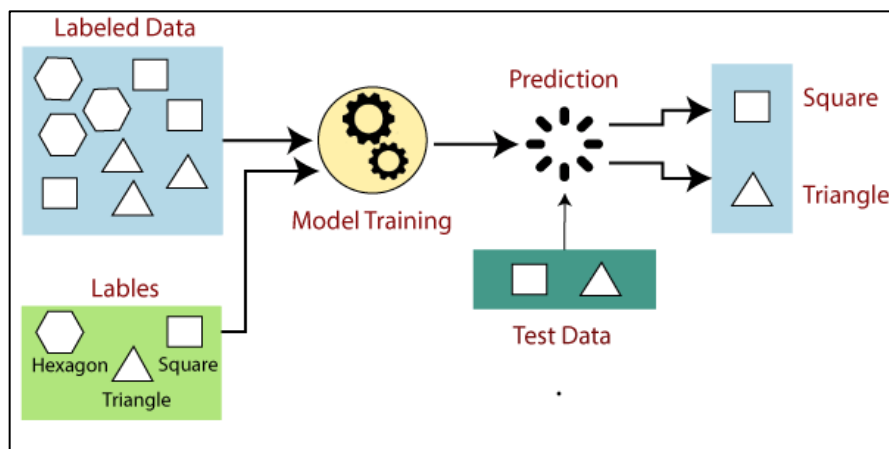 Labeled Data
Prediction
Square
Triangle
Model Training
Lables
Hexagon
Square
Triangle
Test Data
.